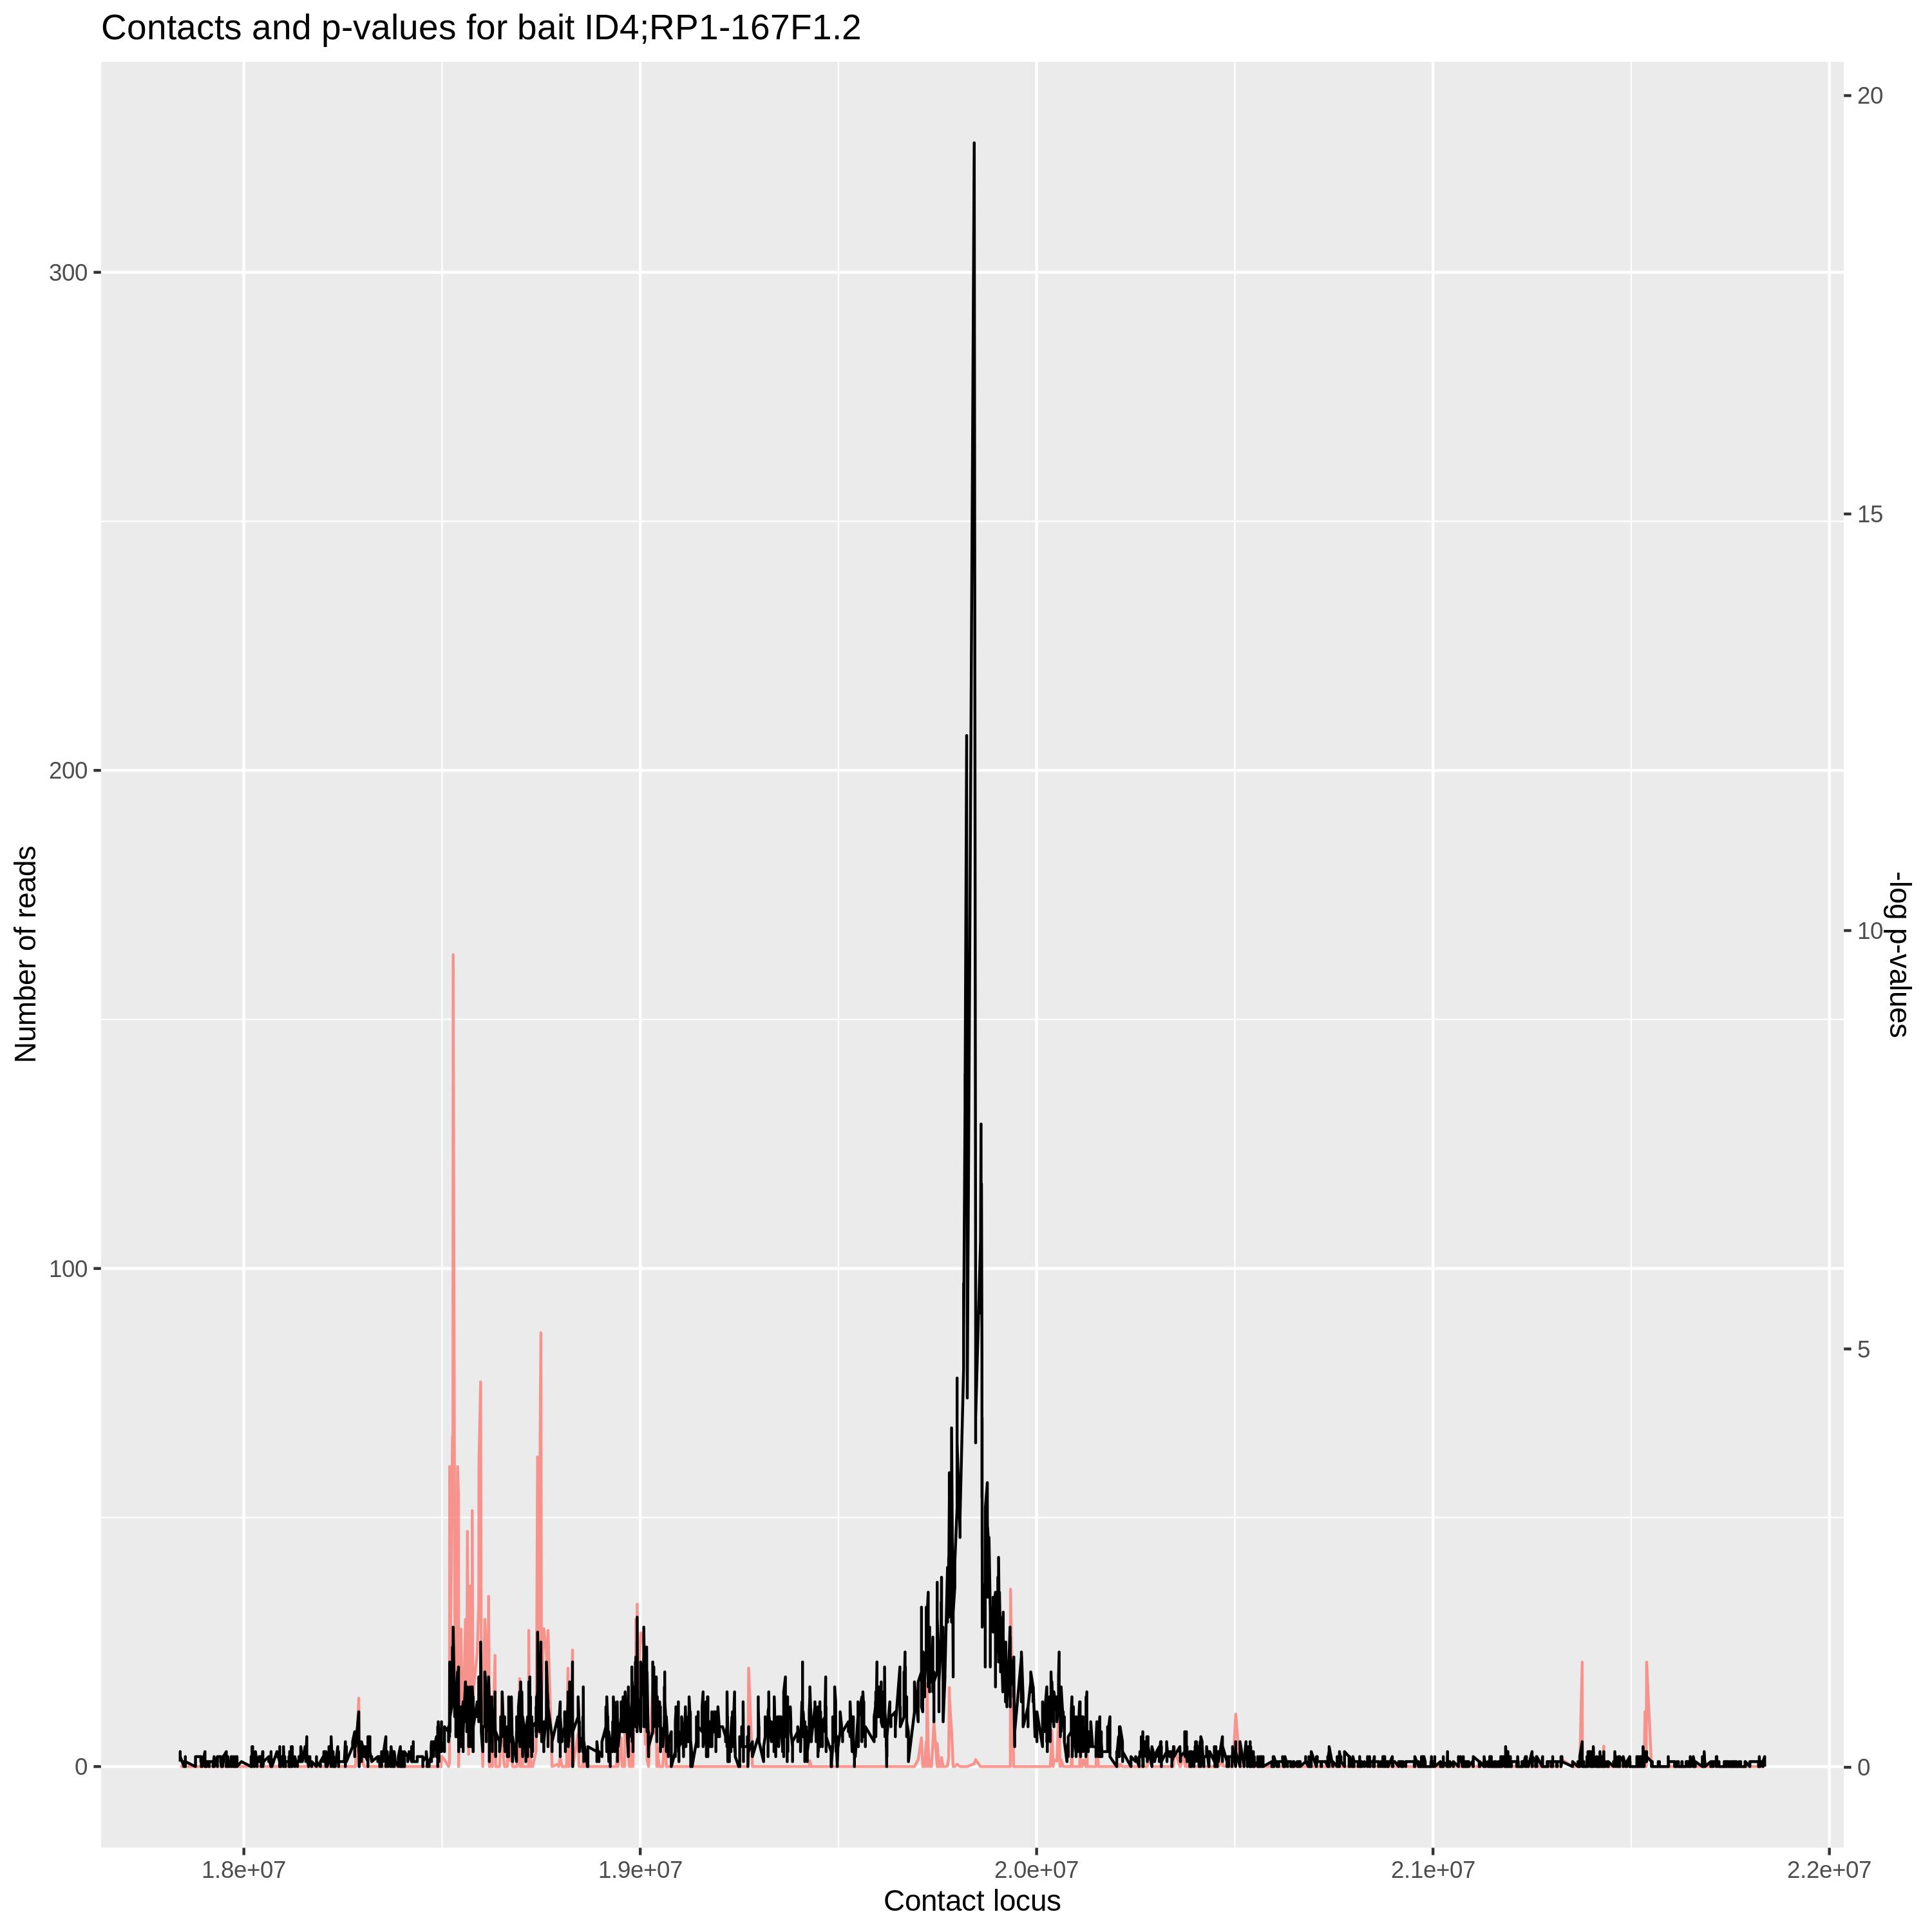 Contacts and p-values for bait ID4;RP1-167F1.2
20
300
15
200
Number of reads
10
-log p-values
100
5
0
0
1.8e+07
1.9e+07
2.0e+07
2.1e+07
2.2e+07
Contact locus